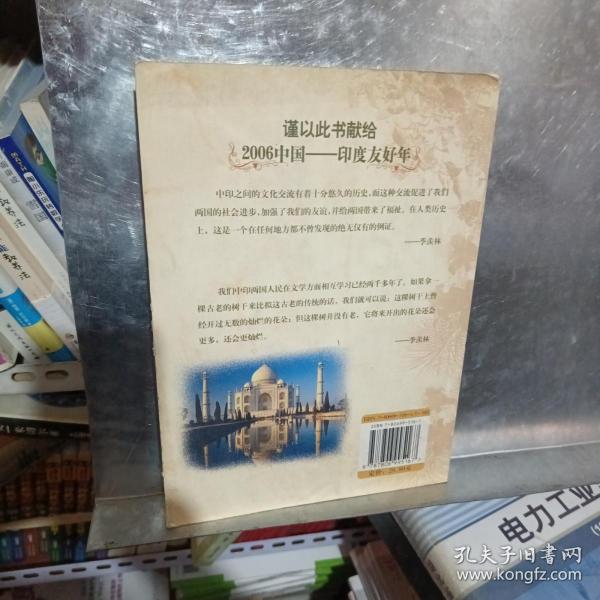 谨以此书献给
2006中国——印度友好年
中印之间的文化交流有着十分悠久的历史,而这种交流促进了我们
两国的社会进步,加强了我们的友谊,并给两国带来了福祉。在人类历史
上,这是一个在任何地方都不曾发现的绝无仅有的例证。
——季羡林
我们中印两国人民在文学方面相互学习已经两千多年了。如果拿一
棵古老的树干来比拟这古老的传统的话,我们就可以说:这棵树干上曾
经开过无数的灿烂的花朵;但这棵树并没有老,它将来开出的花朵还会
更多,还会更灿烂。
——季羡林
9 787806 995167
电力工业
孔夫子旧书网
www.kongfz.com